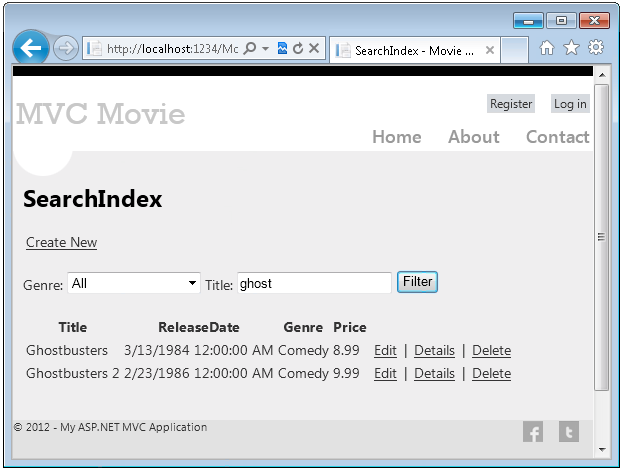 http://localhost:1234/Mc
SearchIndex - Movie ...
Register Log in
MVC Movie
Home About Contact
SearchIndex
Create New
Genre: All Title: ghost Filter
Title ReleaseDate Genre Price
Ghostbusters 3/13/1984 12:00:00 AM Comedy 8.99 Edit | Details | Delete
Ghostbusters 2 2/23/1986 12:00:00 AM Comedy 9.99 Edit | Details | Delete
© 2012 - My ASP.NET MVC Application